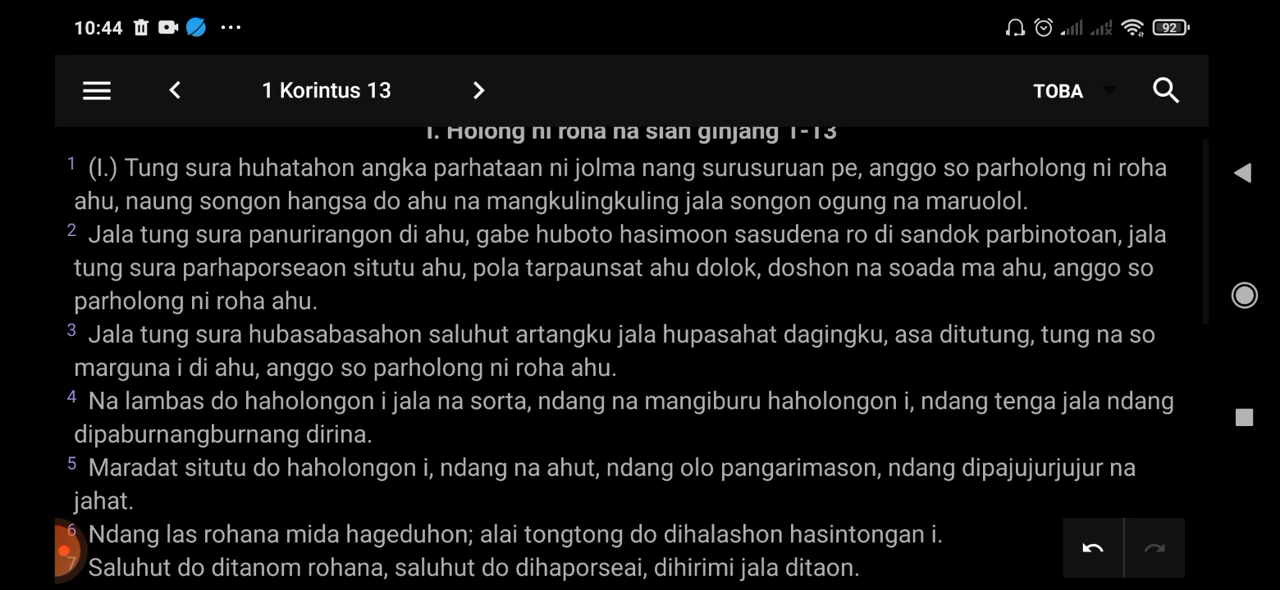 10:44 ... 92
1 Korintus 13 TOBA
I. Holong ni roha na sian ginjang 1-13
1 (I.) Tung sura huhatahon angka parhataan ni jolma nang surusuruan pe, anggo so parholong ni roha
ahu, naung songon hangsa do ahu na mangkulingkuling jala songon ogung na maruolol.
2 Jala tung sura panurirangon di ahu, gabe huboto hasimoon sasudena ro di sandok parbinotoan, jala
tung sura parhaporseaon situtu ahu, pola tarpaunsat ahu dolok, doshon na soada ma ahu, anggo so
parholong ni roha ahu.
3 Jala tung sura hubasabasahon saluhut artangku jala hupasahat dagingku, asa ditutung, tung na so
marguna i di ahu, anggo so parholong ni roha ahu.
4 Na lambas do haholongon i jala na sorta, ndang na mangiburu haholongon i, ndang tenga jala ndang
dipaburnangburnang dirina.
5 Maradat situtu do haholongon i, ndang na ahut, ndang olo pangarimason, ndang dipajujurjujur na
jahat.
6 Ndang las rohana mida hageduhon; alai tongtong do dihalashon hasintongan i.
7 Saluhut do ditanom rohana, saluhut do dihaporseai, dihirimi jala ditaon.